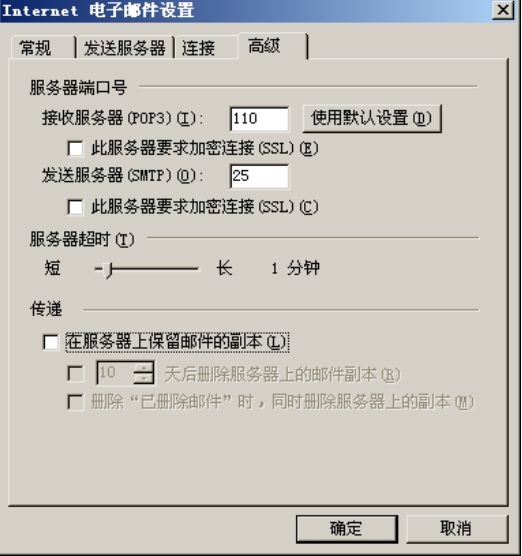 Internet 电子邮件设置
常规 发送服务器 连接 高级
服务器端口号
接收服务器(POP3)(I): 110 使用默认设置(D)
此服务器要求加密连接(SSL)(E)
发送服务器(SMTP)(O): 25
此服务器要求加密连接(SSL)(C)
服务器超时(T)
短 长 1 分钟
传递
在服务器上保留邮件的副本(L)
10 天后删除服务器上的邮件副本(R)
删除“已删除邮件”时，同时删除服务器上的副本(M)
确定 取消